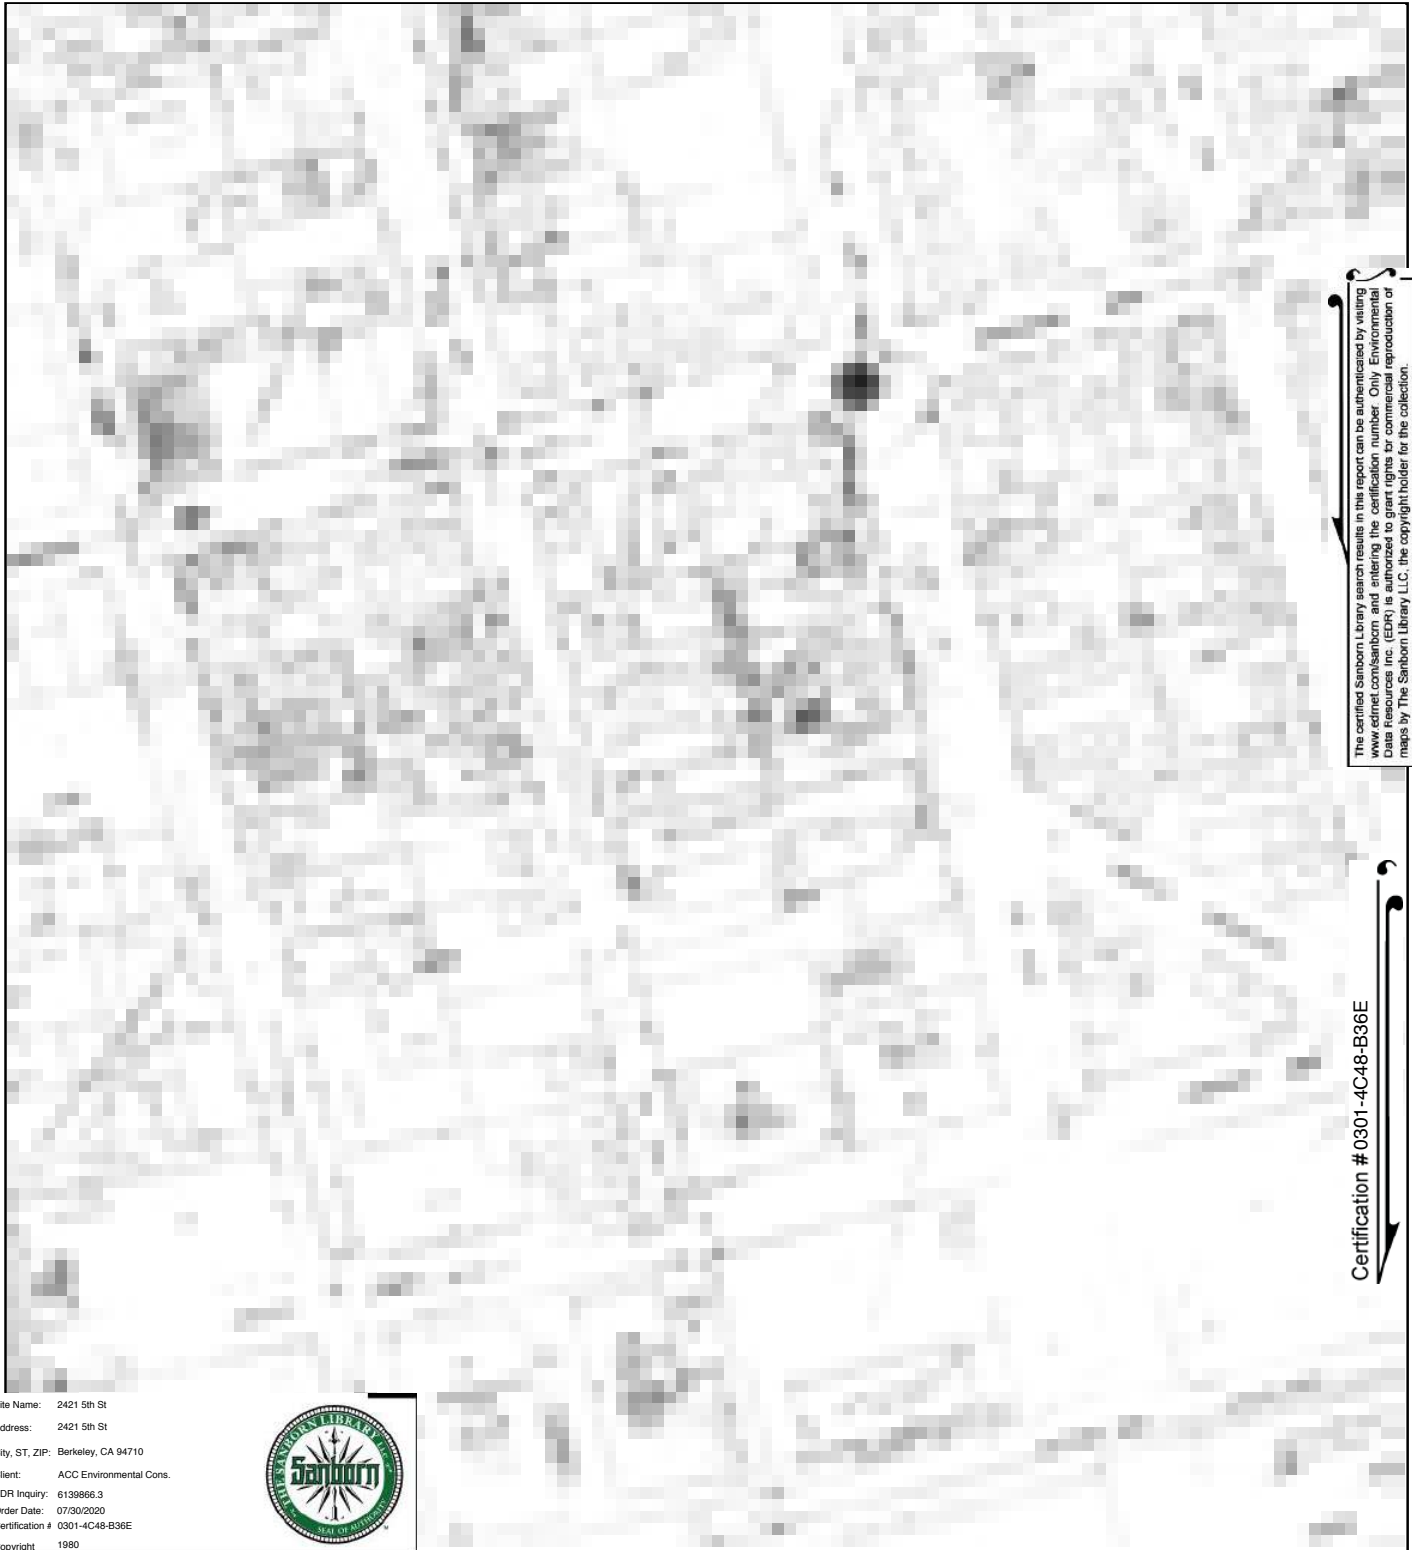 The certified Sanborn Library search results in this report can be authenticated by visiting
www.edrnet.com/sanborn and entering the certification number. Only Environmental
Data Resources Inc. (EDR) is authorized to grant rights for commercial reproduction of
maps by The Sanborn Library LLC, the copyright holder for the collection.
Certification # 0301-4C48-B36E
ite Name: 2421 5th St
ddress: 2421 5th St
ity, ST, ZIP: Berkeley, CA 94710
lient: ACC Environmental Cons.
DR Inquiry: 6139866.3
rder Date: 07/30/2020
ertification # 0301-4C48-B36E
opyright 1980
THE SANBORN LIBRARY, LLC
Sanborn
SEAL OF AUTHORITY